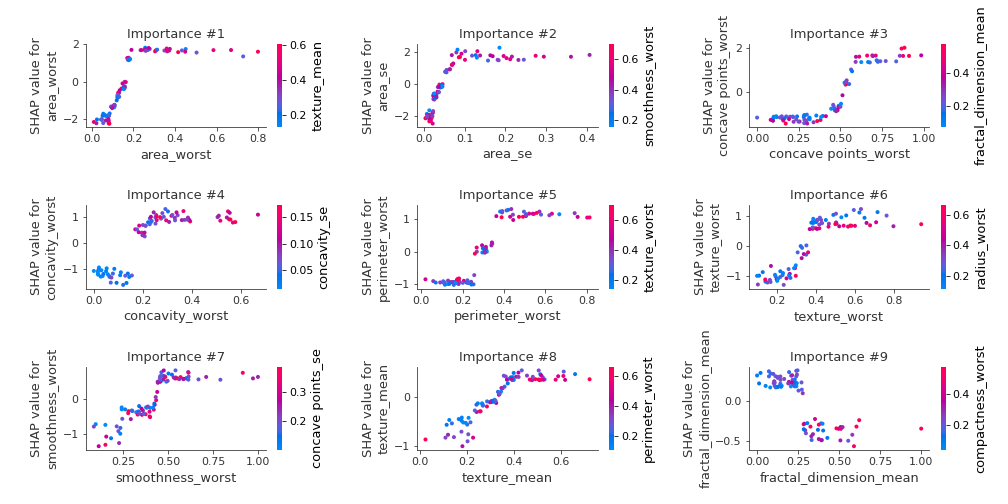 Importance #1
SHAP value for
area_worst
2
0
−2
0.0 0.2 0.4 0.6 0.8
area_worst
0.6
0.4
0.2
texture_mean
Importance #2
SHAP value for
area_se
2
0
−2
0.0 0.1 0.2 0.3 0.4
area_se
0.6
0.4
0.2
smoothness_worst
Importance #3
SHAP value for
concave points_worst
2
0
0.00 0.25 0.50 0.75 1.00
concave points_worst
0.4
0.2
fractal_dimension_mean
Importance #4
SHAP value for
concavity_worst
1
0
−1
0.0 0.2 0.4 0.6
concavity_worst
0.15
0.10
0.05
concavity_se
Importance #5
SHAP value for
perimeter_worst
1
0
−1
0.0 0.2 0.4 0.6 0.8
perimeter_worst
0.6
0.4
0.2
texture_worst
Importance #6
SHAP value for
texture_worst
1
0
−1
0.2 0.4 0.6 0.8
texture_worst
0.6
0.4
0.2
radius_worst
Importance #7
SHAP value for
smoothness_worst
0
−1
0.25 0.50 0.75 1.00
smoothness_worst
0.3
0.2
concave points_se
Importance #8
SHAP value for
texture_mean
0
−1
0.0 0.2 0.4 0.6
texture_mean
0.6
0.4
0.2
perimeter_worst
Importance #9
SHAP value for
fractal_dimension_mean
0.0
−0.5
0.00 0.25 0.50 0.75 1.00
fractal_dimension_mean
0.4
0.2
compactness_worst